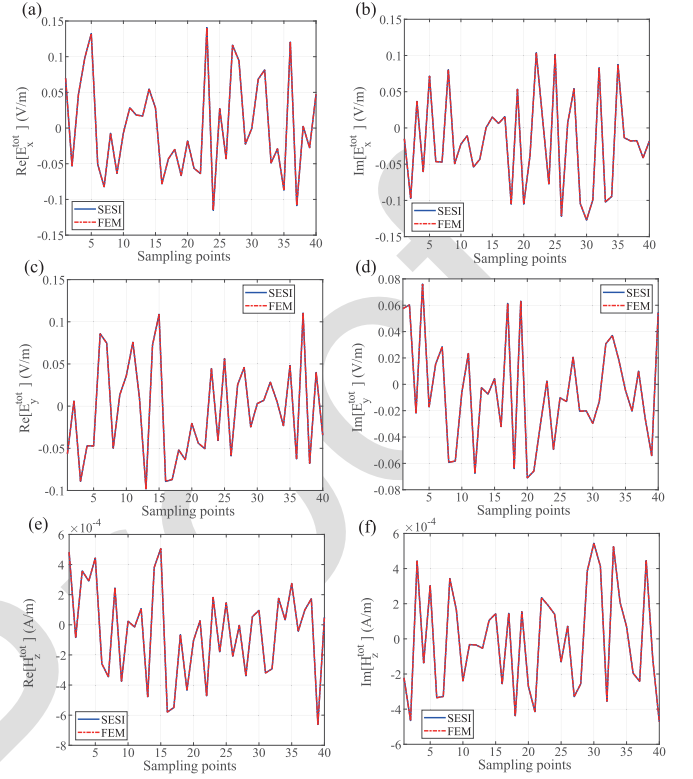 (a)
0.15
0.1
0.05
0
-0.05
-0.1
-0.15
Re[E_x^tot] (V/m)
SESI
FEM
5 10 15 20 25 30 35 40
Sampling points
(b)
0.15
0.1
0.05
0
-0.05
-0.1
-0.15
Im[E_x^tot] (V/m)
SESI
FEM
5 10 15 20 25 30 35 40
Sampling points
(c)
0.15
0.1
0.05
0
-0.05
-0.1
Re[E_y^tot] (V/m)
SESI
FEM
5 10 15 20 25 30 35 40
Sampling points
(d)
0.08
0.06
0.04
0.02
0
-0.02
-0.04
-0.06
-0.08
Im[E_y^tot] (V/m)
SESI
FEM
5 10 15 20 25 30 35 40
Sampling points
(e)
×10^-4
6
4
2
0
-2
-4
-6
-8
Re[H_z^tot] (A/m)
SESI
FEM
5 10 15 20 25 30 35 40
Sampling points
(f)
×10^-4
6
4
2
0
-2
-4
-6
Im[H_z^tot] (A/m)
SESI
FEM
5 10 15 20 25 30 35 40
Sampling points